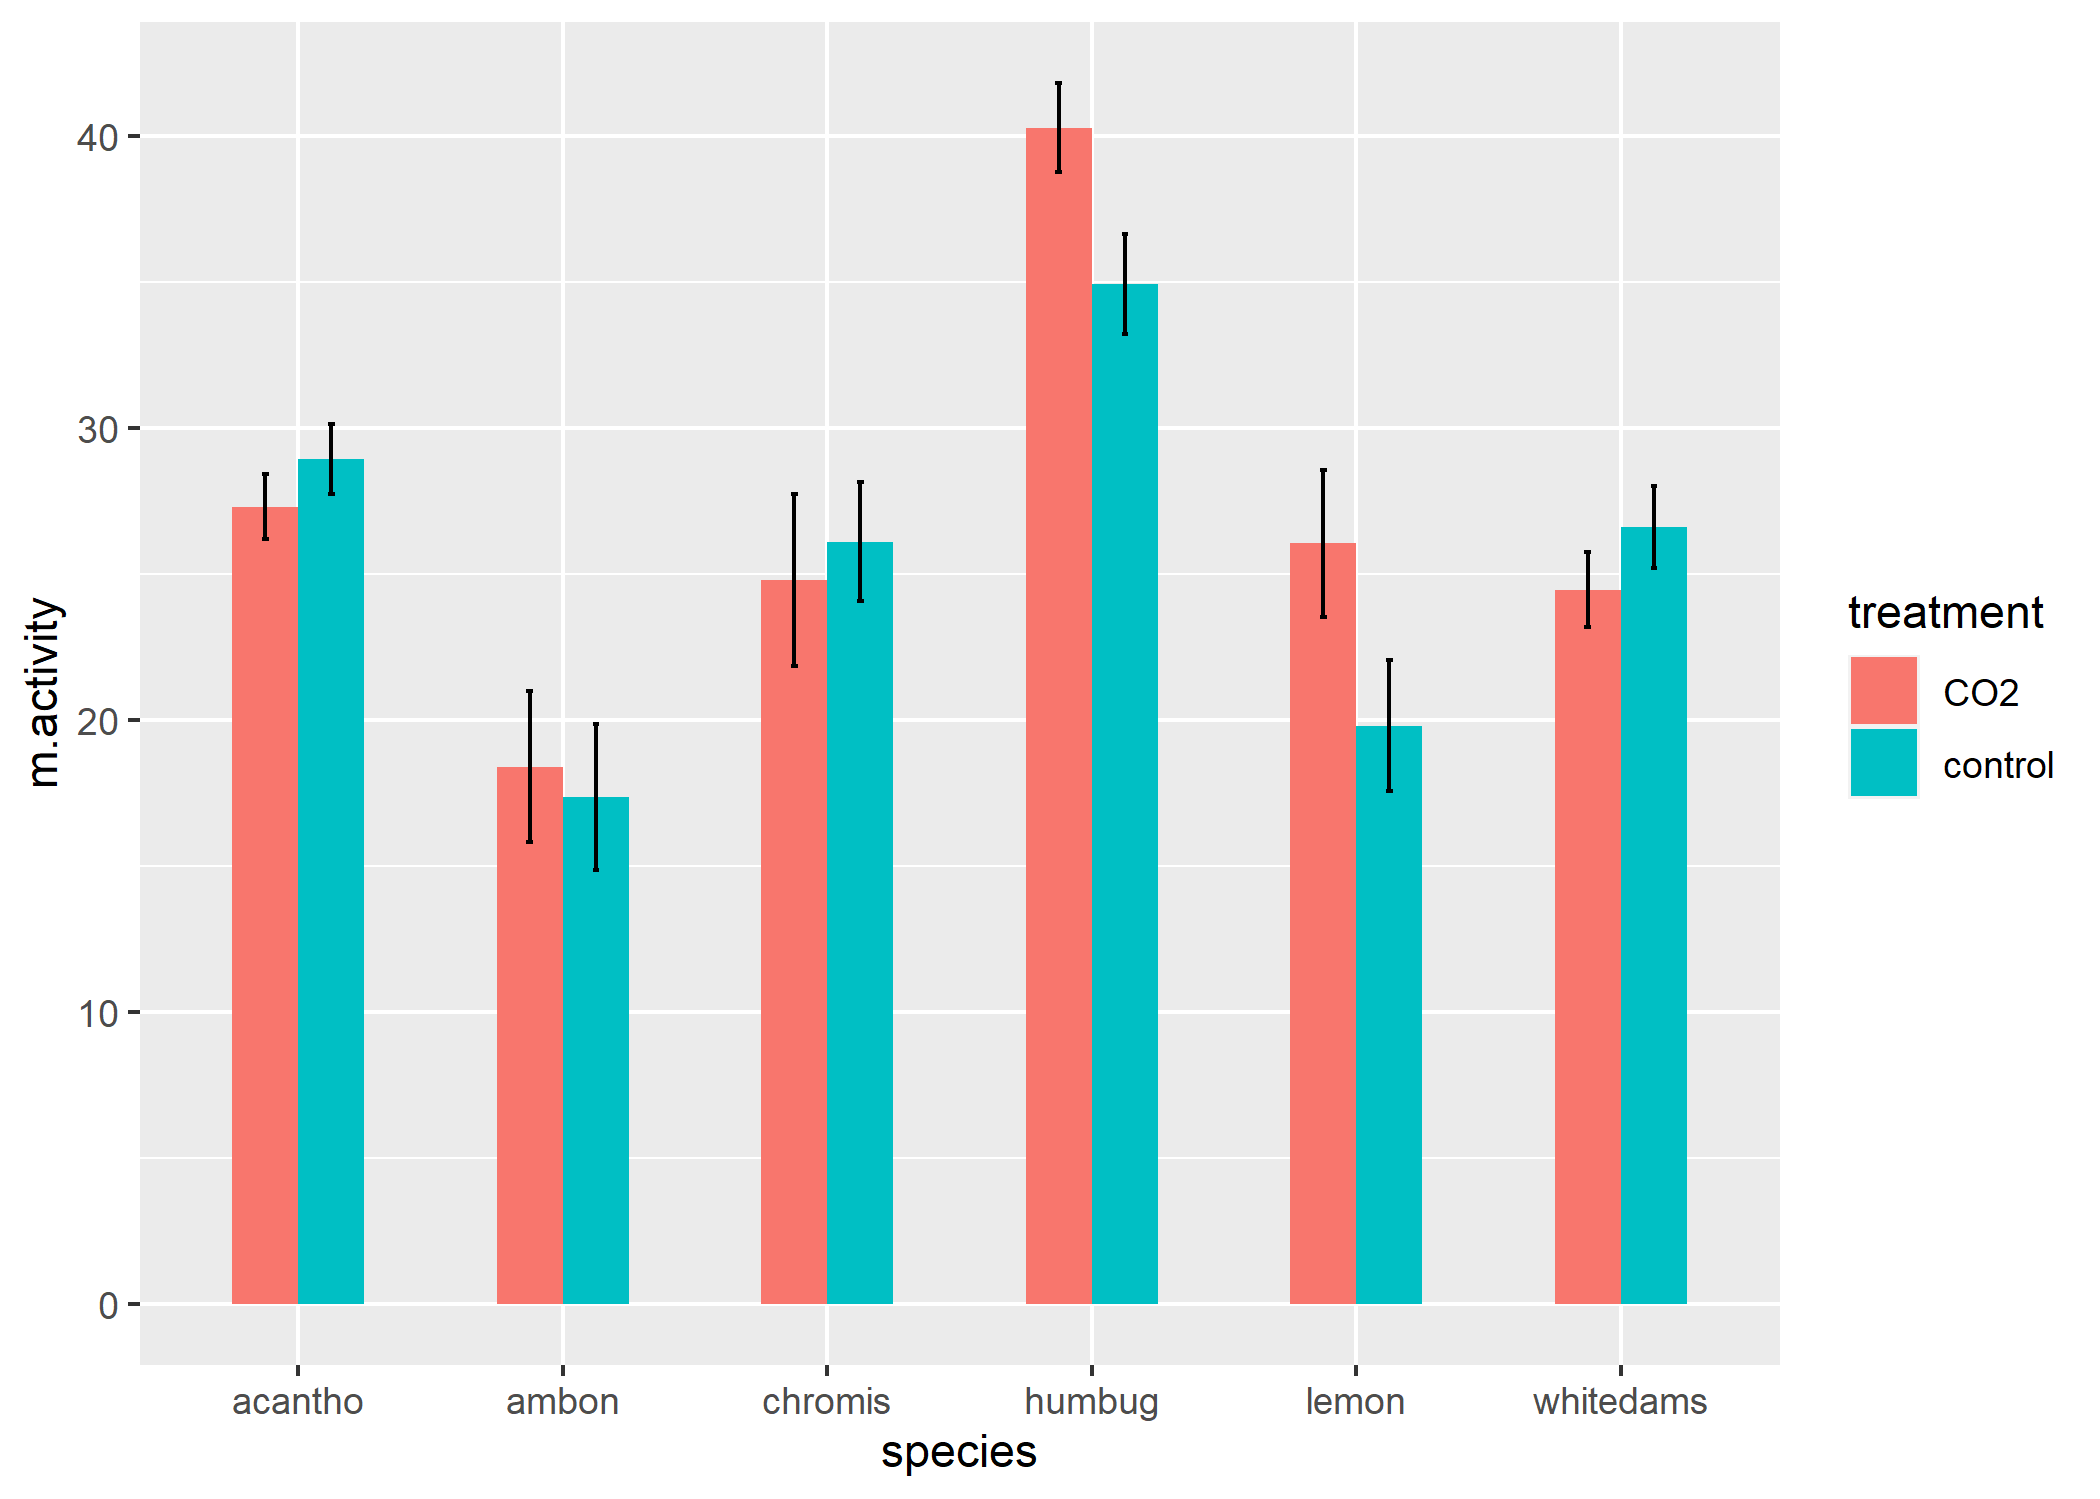 m.activity
40
30
20
10
0
acantho ambon chromis humbug lemon whitedams
species
treatment
CO2
control